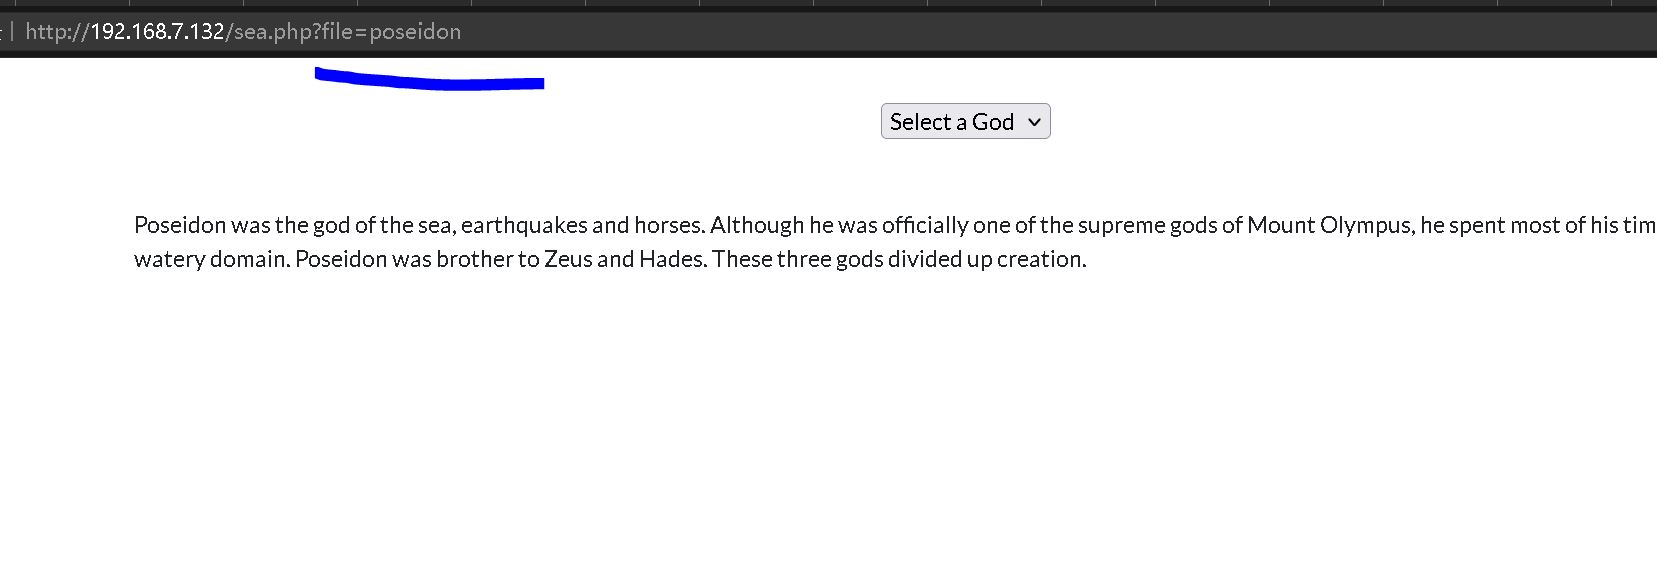 http://192.168.7.132/sea.php?file=poseidon
Select a God
Poseidon was the god of the sea, earthquakes and horses. Although he was officially one of the supreme gods of Mount Olympus, he spent most of his tim
watery domain. Poseidon was brother to Zeus and Hades. These three gods divided up creation.